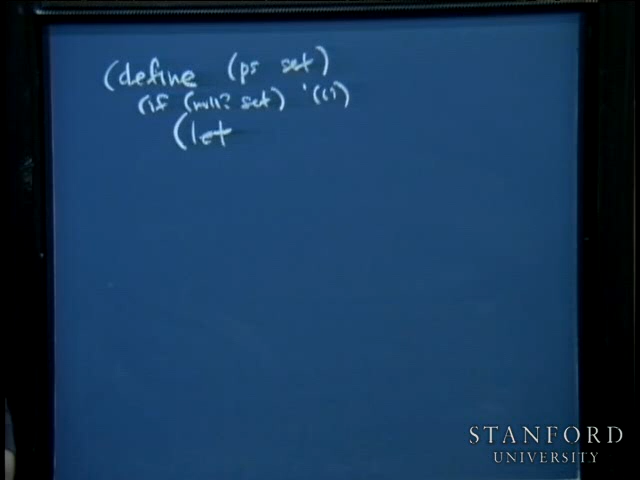 (define (ps set)
(if (null? set) '(())
(let
STANFORD
UNIVERSITY